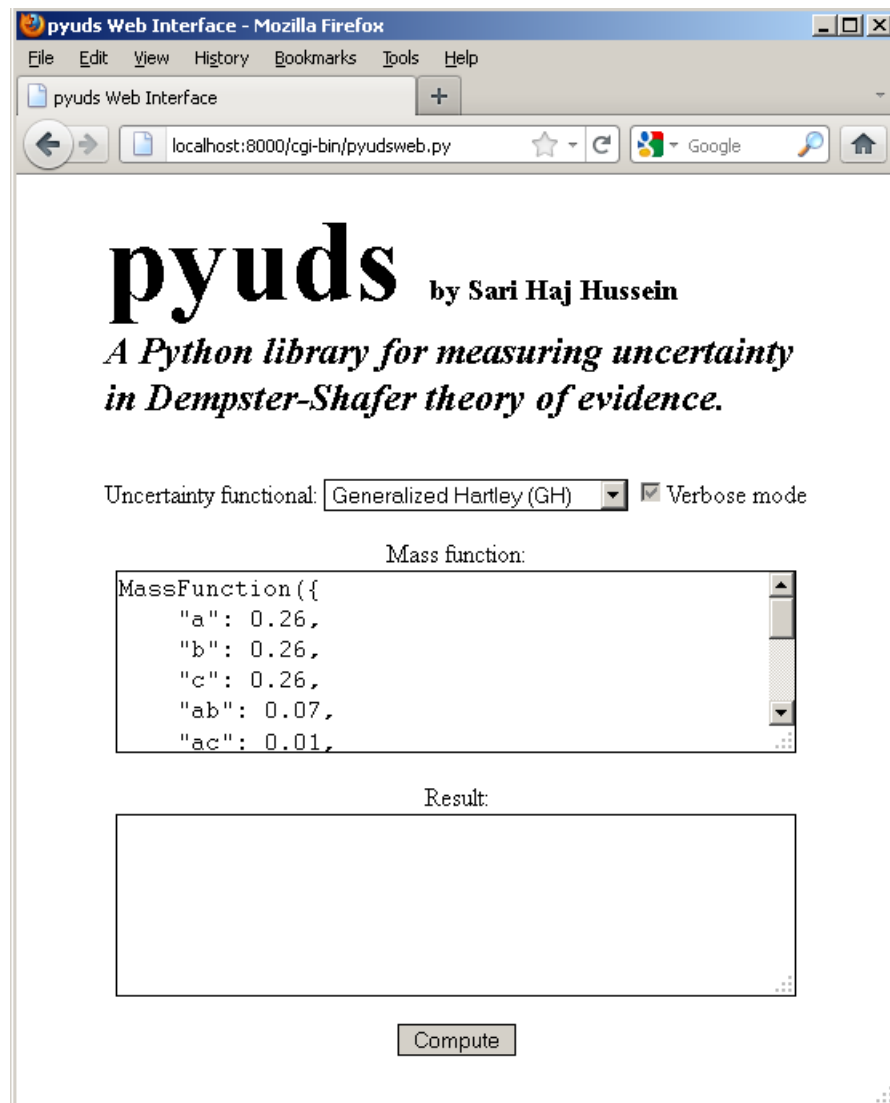 pyuds Web Interface - Mozilla Firefox
File Edit View History Bookmarks Tools Help
pyuds Web Interface
localhost:8000/cgi-bin/pyudsweb.py Google
pyuds by Sari Haj Hussein
A Python library for measuring uncertainty
in Dempster-Shafer theory of evidence.
Uncertainty functional: Generalized Hartley (GH) Verbose mode
Mass function:
MassFunction({
"a": 0.26,
"b": 0.26,
"c": 0.26,
"ab": 0.07,
"ac": 0.01,
Result:
Compute